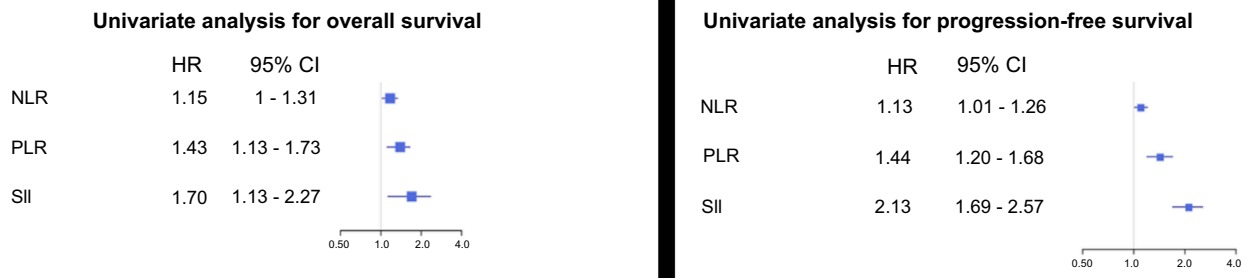 Univariate analysis for overall survival
HR 95% CI
NLR 1.15 1 - 1.31
PLR 1.43 1.13 - 1.73
SII 1.70 1.13 - 2.27
0.50 1.0 2.0 4.0
Univariate analysis for progression-free survival
HR 95% CI
NLR 1.13 1.01 - 1.26
PLR 1.44 1.20 - 1.68
SII 2.13 1.69 - 2.57
0.50 1.0 2.0 4.0